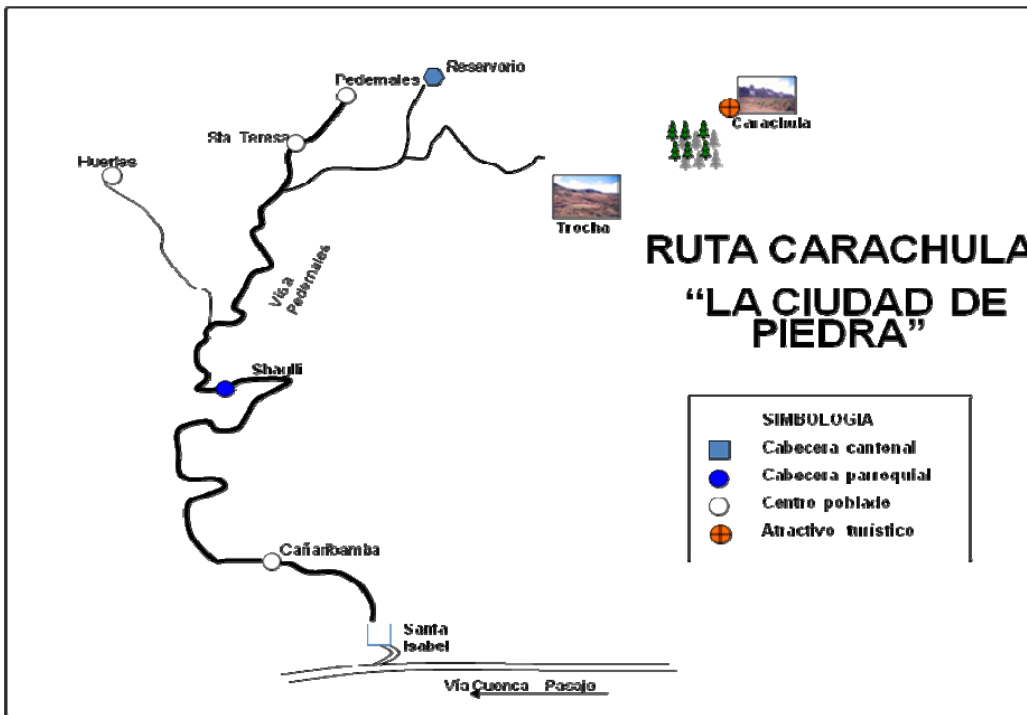 Pedernales
Reservorio
Sta. Teresa
Carachula
Huertas
Trocha
RUTA CARACHULA
“LA CIUDAD DE
PIEDRA”
Vía a
Pedernales
Shaglli
SIMBOLOGIA
Cabecera cantonal
Cabecera parroquial
Centro poblado
Atractivo turístico
Cañaribamba
Santa
Isabel
Vía Cuenca Pasaje